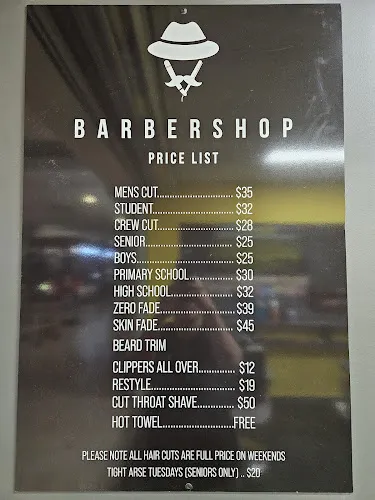 BARBERSHOP
PRICE LIST
MENS CUT............................ $35
STUDENT............................. $32
CREW CUT............................ $28
SENIOR................................ $25
BOYS................................... $25
PRIMARY SCHOOL................ $30
HIGH SCHOOL...................... $32
ZERO FADE............................$39
SKIN FADE........................... $45
BEARD TRIM
CLIPPERS ALL OVER............. $12
RESTYLE.............................. $19
CUT THROAT SHAVE............. $50
HOT TOWEL..........................FREE
PLEASE NOTE ALL HAIR CUTS ARE FULL PRICE ON WEEKENDS
TIGHT ARSE TUESDAYS (SENIORS ONLY) .. $20